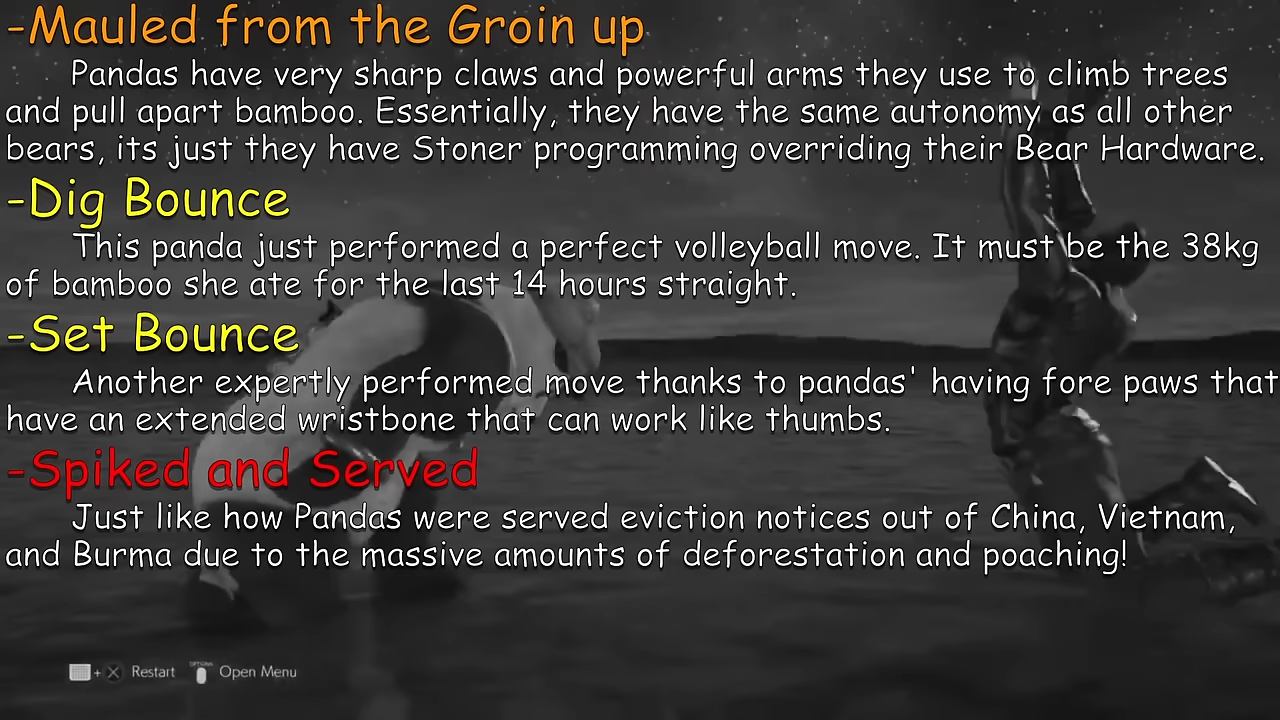 -Mauled from the Groin up
Pandas have very sharp claws and powerful arms they use to climb trees
and pull apart bamboo. Essentially, they have the same autonomy as all other
bears, its just they have Stoner programming overriding their Bear Hardware.
-Dig Bounce
This panda just performed a perfect volleyball move. It must be the 38kg
of bamboo she ate for the last 14 hours straight.
-Set Bounce
Another expertly performed move thanks to pandas' having fore paws that
have an extended wristbone that can work like thumbs.
-Spiked and Served
Just like how Pandas were served eviction notices out of China, Vietnam,
and Burma due to the massive amounts of deforestation and poaching!
+ Restart OPTIONS Open Menu